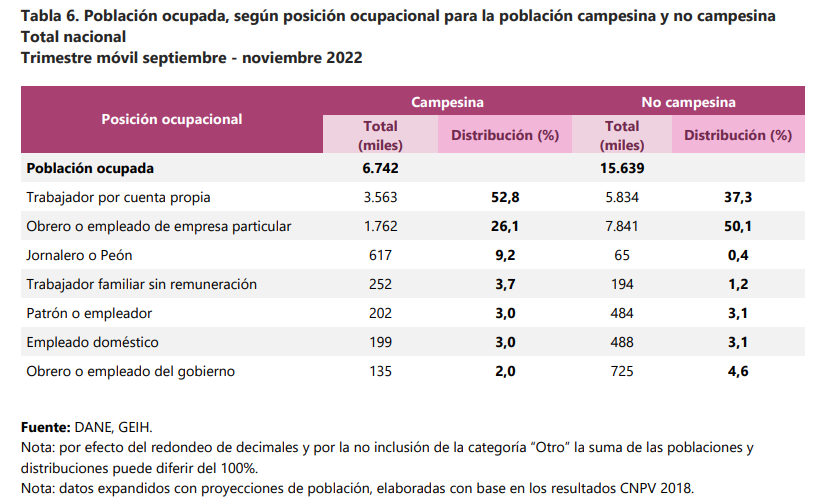 Tabla 6. Población ocupada, según posición ocupacional para la población campesina y no campesina
Total nacional
Trimestre móvil septiembre - noviembre 2022
Posición ocupacional Campesina No campesina
Total (miles) Distribución (%) Total (miles) Distribución (%)
Población ocupada 6.742 15.639
Trabajador por cuenta propia 3.563 52,8 5.834 37,3
Obrero o empleado de empresa particular 1.762 26,1 7.841 50,1
Jornalero o Peón 617 9,2 65 0,4
Trabajador familiar sin remuneración 252 3,7 194 1,2
Patrón o empleador 202 3,0 484 3,1
Empleado doméstico 199 3,0 488 3,1
Obrero o empleado del gobierno 135 2,0 725 4,6
Fuente: DANE, GEIH.
Nota: por efecto del redondeo de decimales y por la no inclusión de la categoría “Otro” la suma de las poblaciones y
distribuciones puede diferir del 100%.
Nota: datos expandidos con proyecciones de población, elaboradas con base en los resultados CNPV 2018.